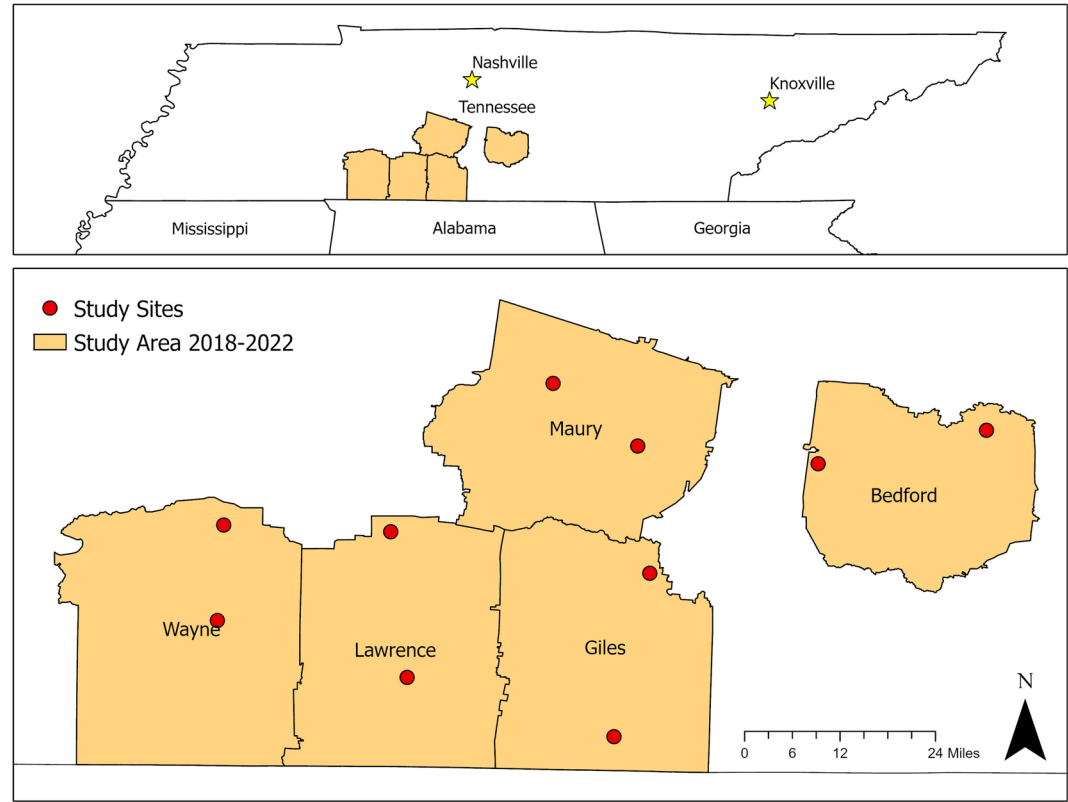 Nashville
Knoxville
Tennessee
Mississippi
Alabama
Georgia
Study Sites
Study Area 2018-2022
Maury
Bedford
Wayne
Lawrence
Giles
N
0 6 12 24 Miles